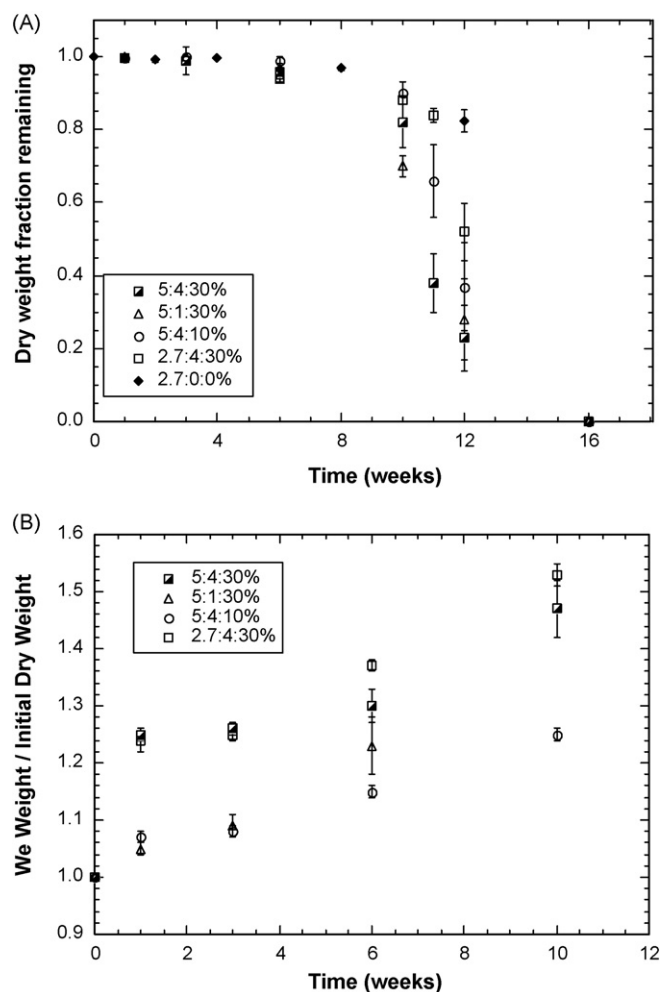 (A)
1.0
0.8
0.6
0.4
0.2
0.0
Dry weight fraction remaining
5:4:30%
5:1:30%
5:4:10%
2.7:4:30%
2.7:0:0%
0 4 8 12 16
Time (weeks)
(B)
1.6
1.5
1.4
1.3
1.2
1.1
1.0
0.9
We Weight / Initial Dry Weight
5:4:30%
5:1:30%
5:4:10%
2.7:4:30%
0 2 4 6 8 10 12
Time (weeks)